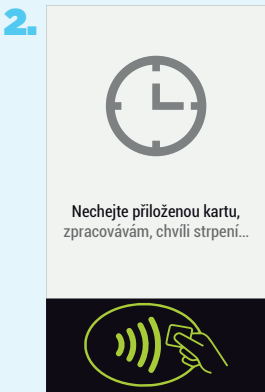 2.
Nechejte přiloženou kartu,
zpracovávám, chvíli strpení...